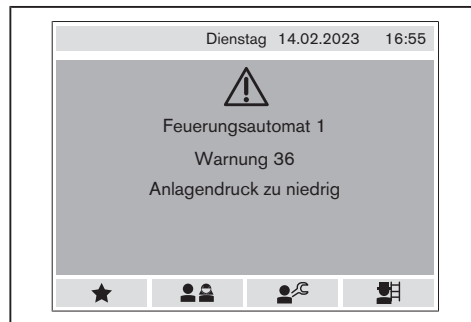 Dienstag 14.02.2023 16:55
Feuerungsautomat 1
Warnung 36
Anlagendruck zu niedrig